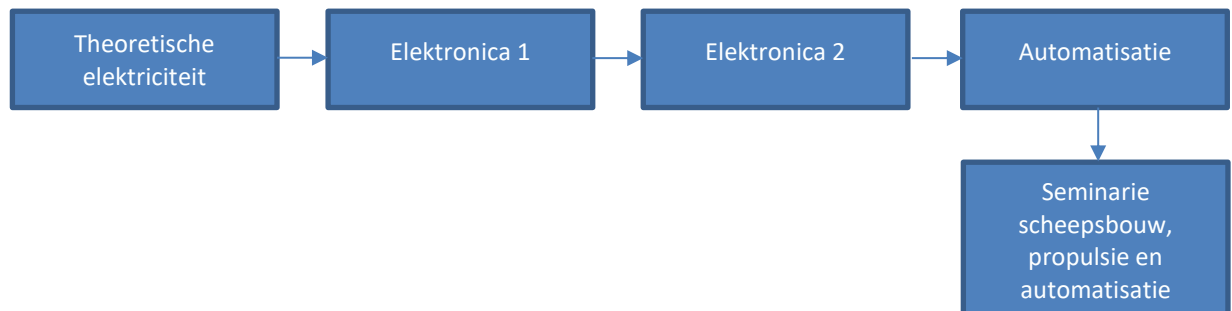 Theoretische
elektriciteit
Elektronica 1
Elektronica 2
Automatisatie
Seminarie
scheepsbouw,
propulsie en
automatisatie